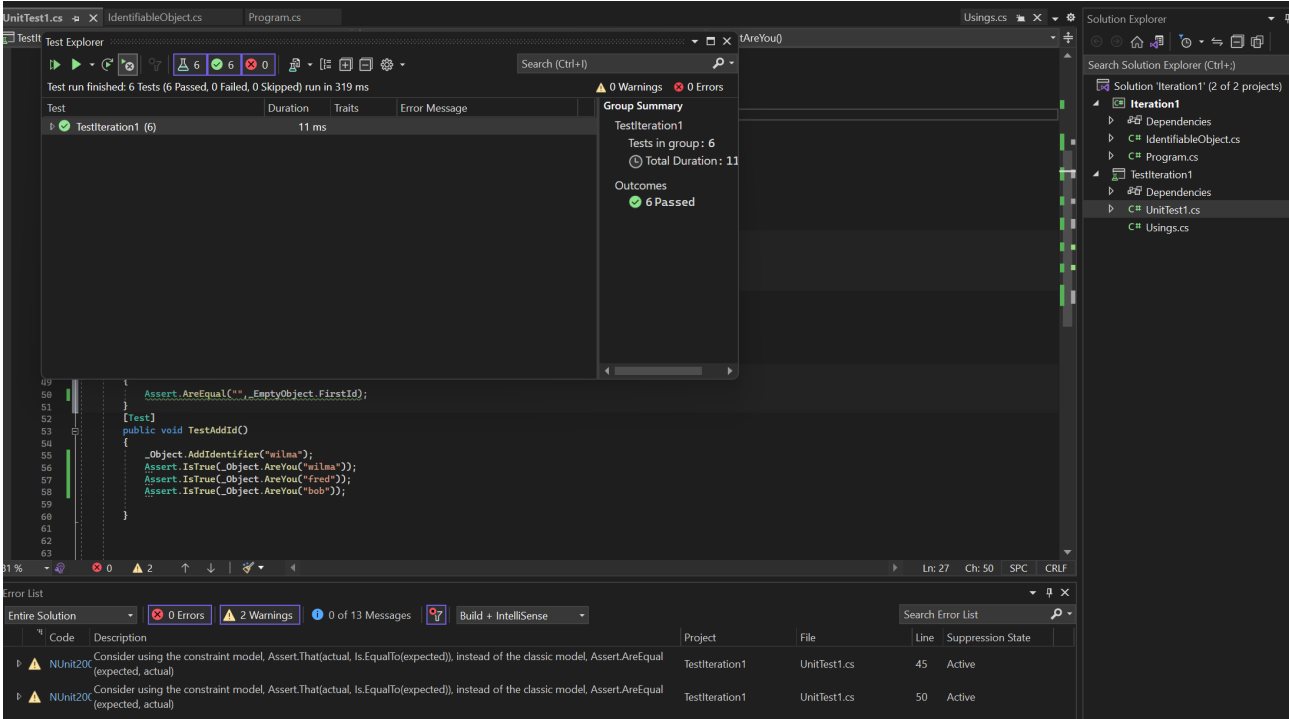 UnitTest1.cs
IdentifiableObject.cs
Program.cs
Usings.cs
TestIt
tAreYou()
Test Explorer
6 6 0
Search (Ctrl+I)
Test run finished: 6 Tests (6 Passed, 0 Failed, 0 Skipped) run in 319 ms
0 Warnings 0 Errors
Test Duration Traits Error Message
TestIteration1 (6) 11 ms
Group Summary
TestIteration1
Tests in group: 6
Total Duration: 11
Outcomes
6 Passed
49 {
50 Assert.AreEqual("",_EmptyObject.FirstId);
51 }
52 [Test]
53 public void TestAddId()
54 {
55 _Object.AddIdentifier("wilma");
56 Assert.IsTrue(_Object.AreYou("wilma"));
57 Assert.IsTrue(_Object.AreYou("fred"));
58 Assert.IsTrue(_Object.AreYou("bob"));
59
60 }
61
62
63
31 % 0 2 Ln: 27 Ch: 50 SPC CRLF
Error List
Entire Solution 0 Errors 2 Warnings 0 of 13 Messages Build + IntelliSense Search Error List
Code Description Project File Line Suppression State
NUnit200 Consider using the constraint model, Assert.That(actual, Is.EqualTo(expected)), instead of the classic model, Assert.AreEqual
(expected, actual) TestIteration1 UnitTest1.cs 45 Active
NUnit200 Consider using the constraint model, Assert.That(actual, Is.EqualTo(expected)), instead of the classic model, Assert.AreEqual
(expected, actual) TestIteration1 UnitTest1.cs 50 Active
Solution Explorer
Search Solution Explorer (Ctrl+;)
Solution 'Iteration1' (2 of 2 projects)
Iteration1
Dependencies
C# IdentifiableObject.cs
C# Program.cs
TestIteration1
Dependencies
C# UnitTest1.cs
C# Usings.cs